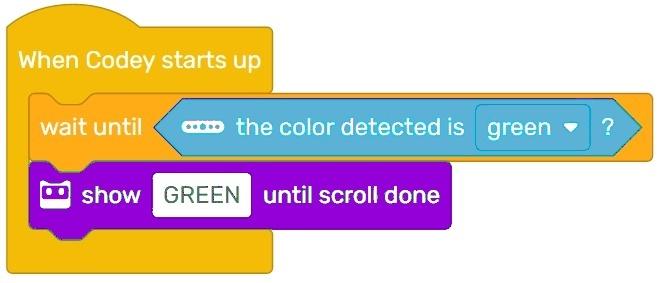 When Codey starts up
wait until the color detected is green ?
show GREEN until scroll done